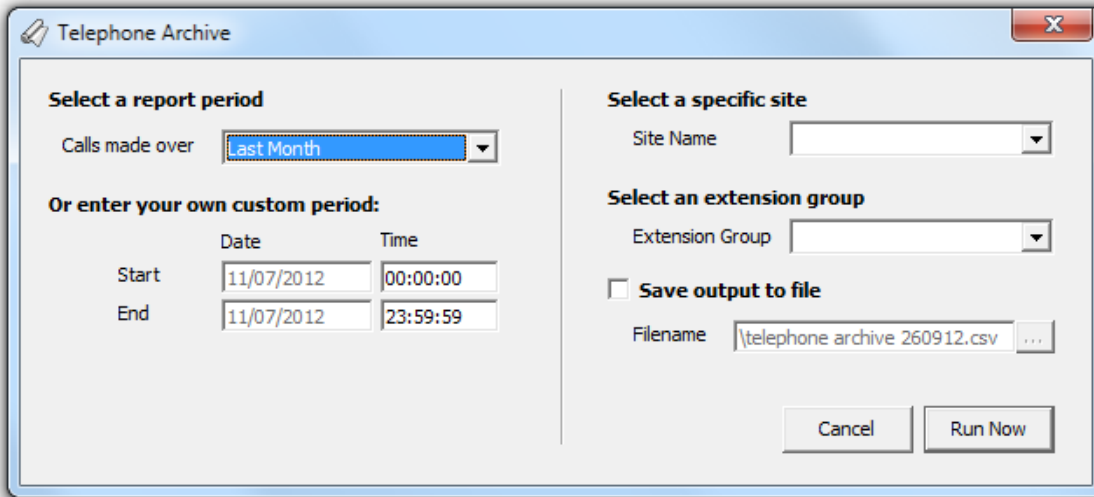 Telephone Archive
Select a report period
Calls made over Last Month
Or enter your own custom period:
Date Time
Start 11/07/2012 00:00:00
End 11/07/2012 23:59:59
Select a specific site
Site Name
Select an extension group
Extension Group
Save output to file
Filename \telephone archive 260912.csv ...
Cancel Run Now